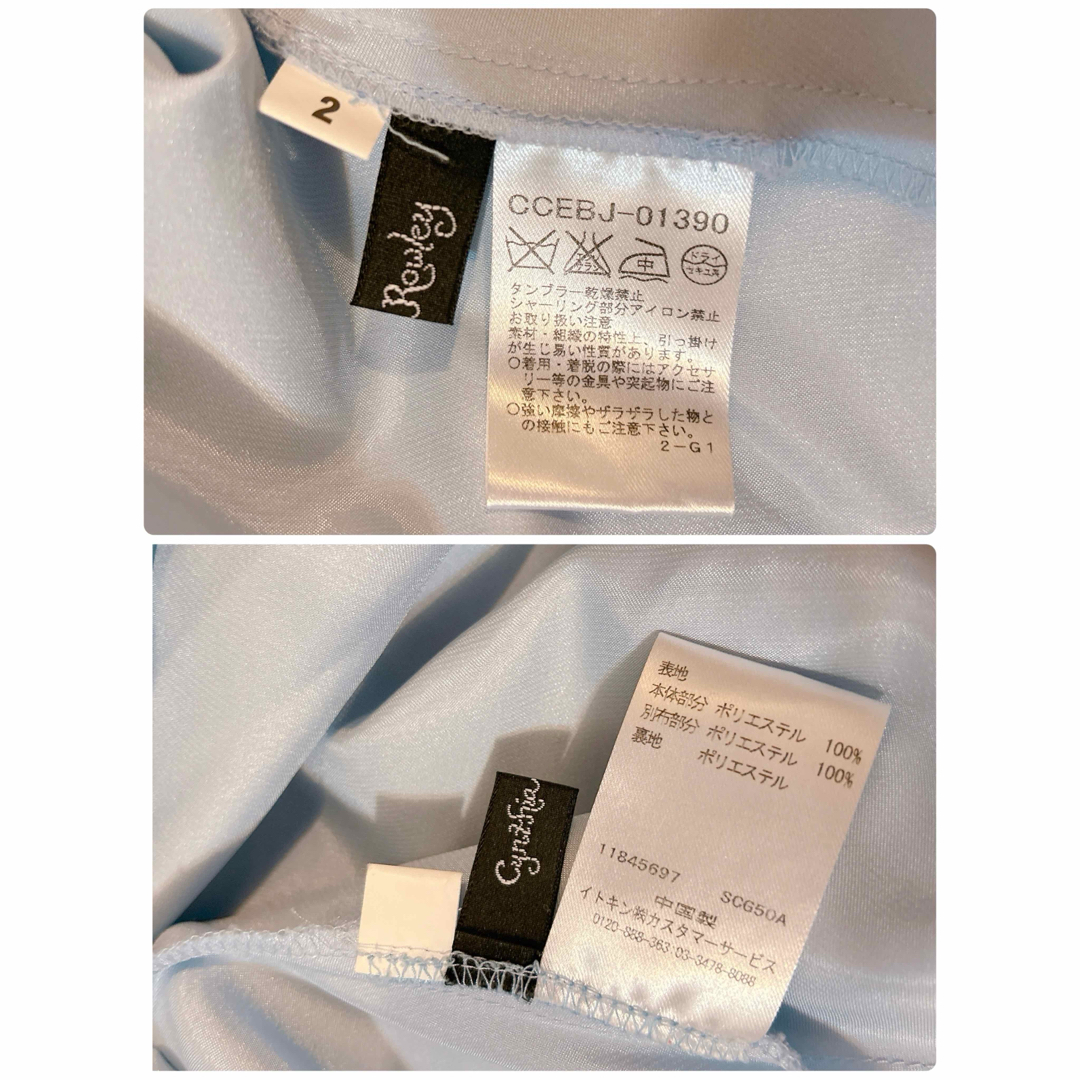 2
Rowley
CCEBJ-01390
エンソ
サラシ
中
ドライ
セキユ系
タンブラー乾燥禁止
シャーリング部分アイロン禁止
お取り扱い注意
素材・組織の特性上、引っ掛け
が生じ易い性質があります。
○着用・着脱の際にはアクセサ
リー等の金具や突起物にご注
意下さい。
○強い摩擦やザラザラした物と
の接触にもご注意下さい。
2-G1
表地
本体部分 ポリエステル 100%
別布部分 ポリエステル 100%
裏地 ポリエステル
Cynthia
11845697 SCG50A
中国製
イトキン㈱カスタマーサービス
0120-888-363:03-3478-8088